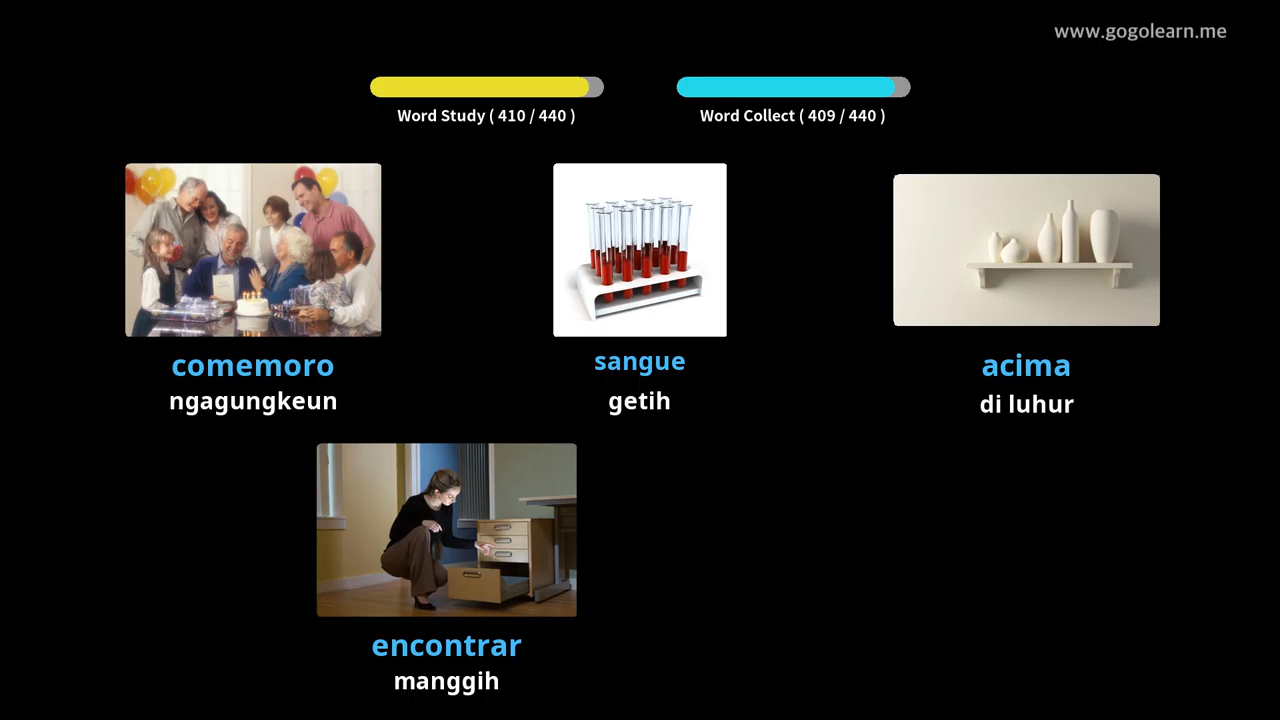 www.gogolearn.me
Word Study ( 410 / 440 )
Word Collect ( 409 / 440 )
comemoro
ngagungkeun
sangue
getih
acima
di luhur
encontrar
manggih